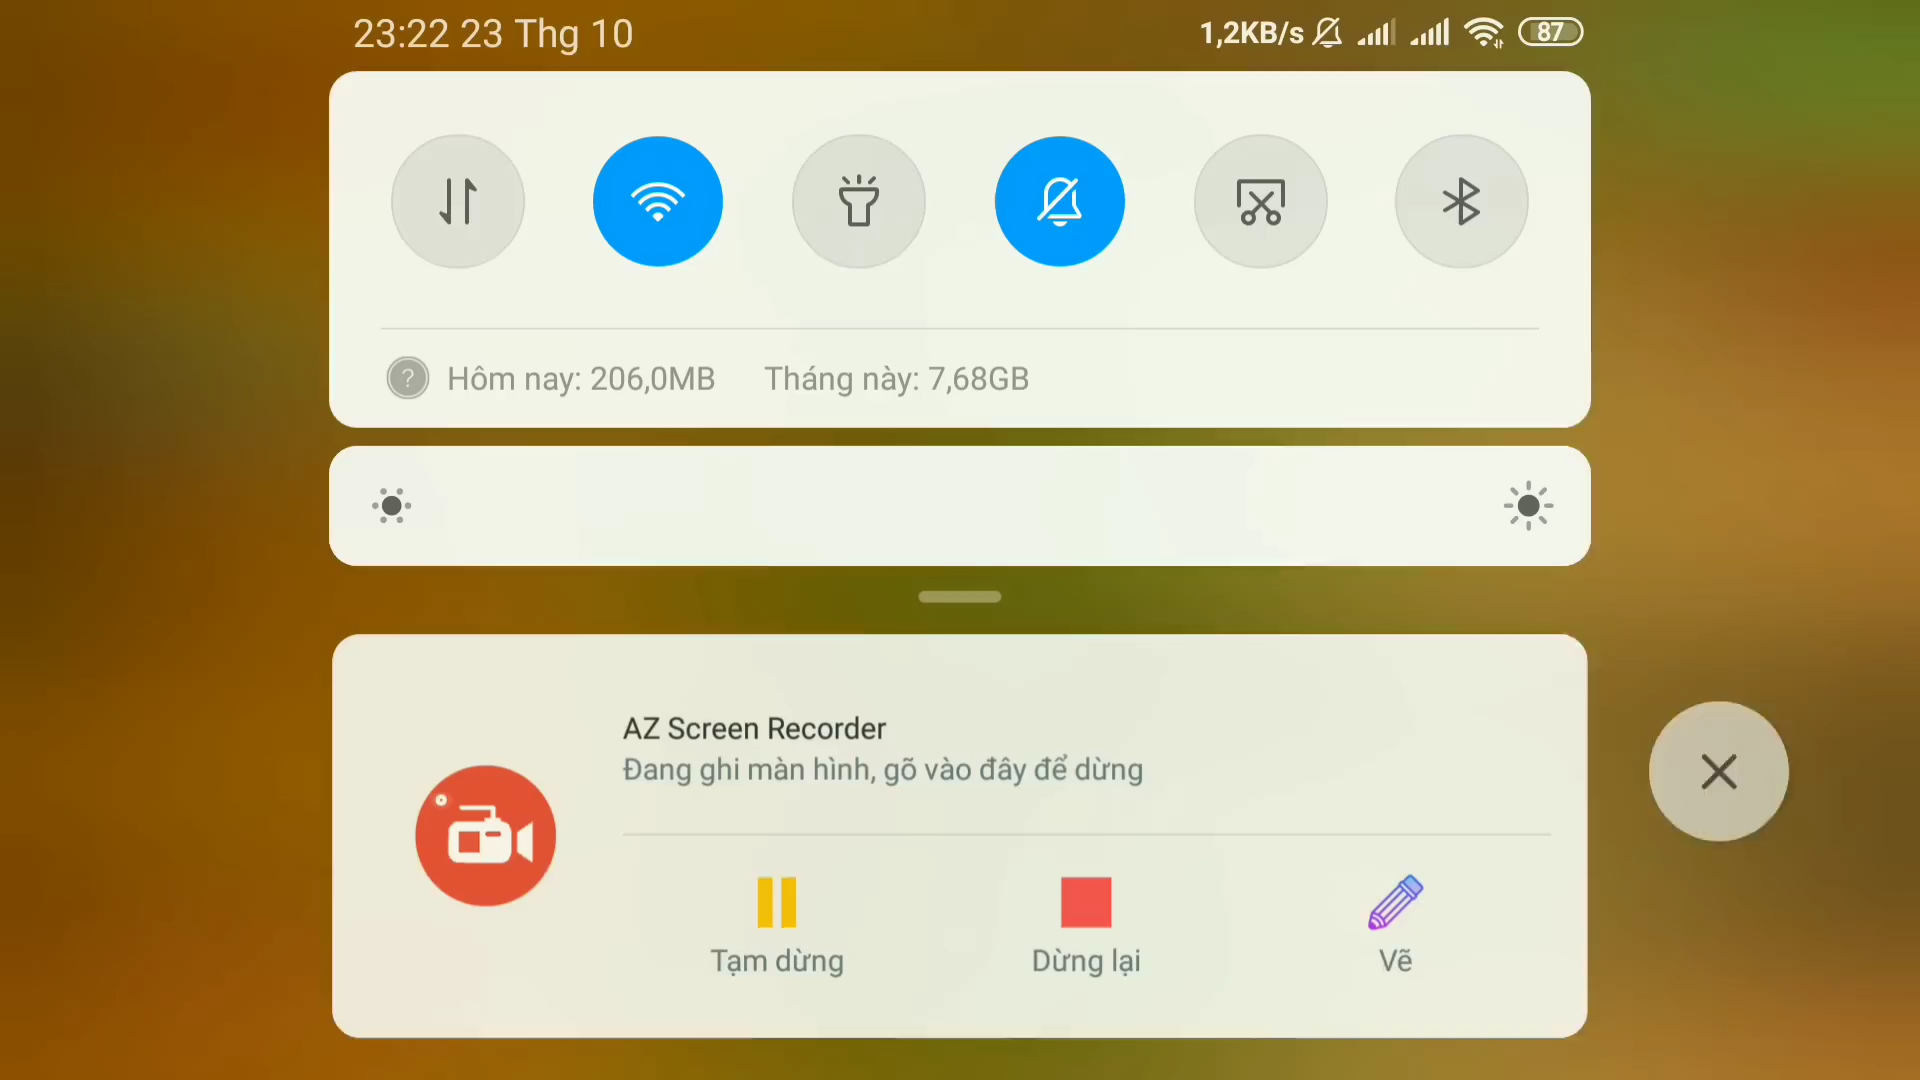 23:22 23 Thg 10
1,2KB/s 87
Hôm nay: 206,0MB Tháng này: 7,68GB
AZ Screen Recorder
Đang ghi màn hình, gõ vào đây để dừng
Tạm dừng Dừng lại Vẽ